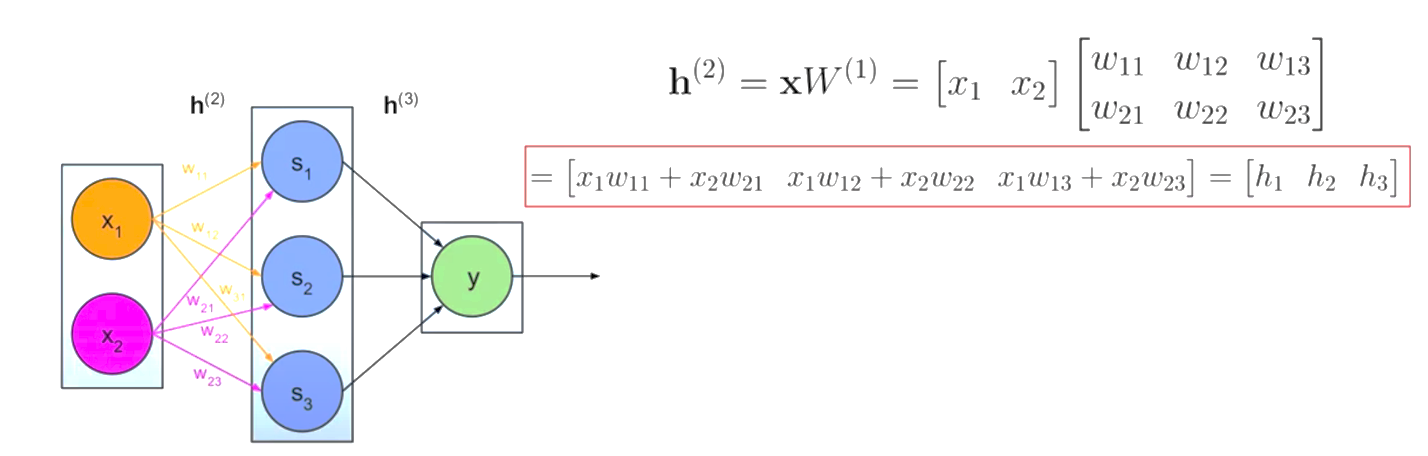 h(2)
h(3)
x1
x2
w11
w12
w31
w21
w22
w23
s1
s2
s3
y
h(2) = xW(1) = [x1 x2] [w11 w12 w13
w21 w22 w23]
= [x1w11 + x2w21 x1w12 + x2w22 x1w13 + x2w23] = [h1 h2 h3]